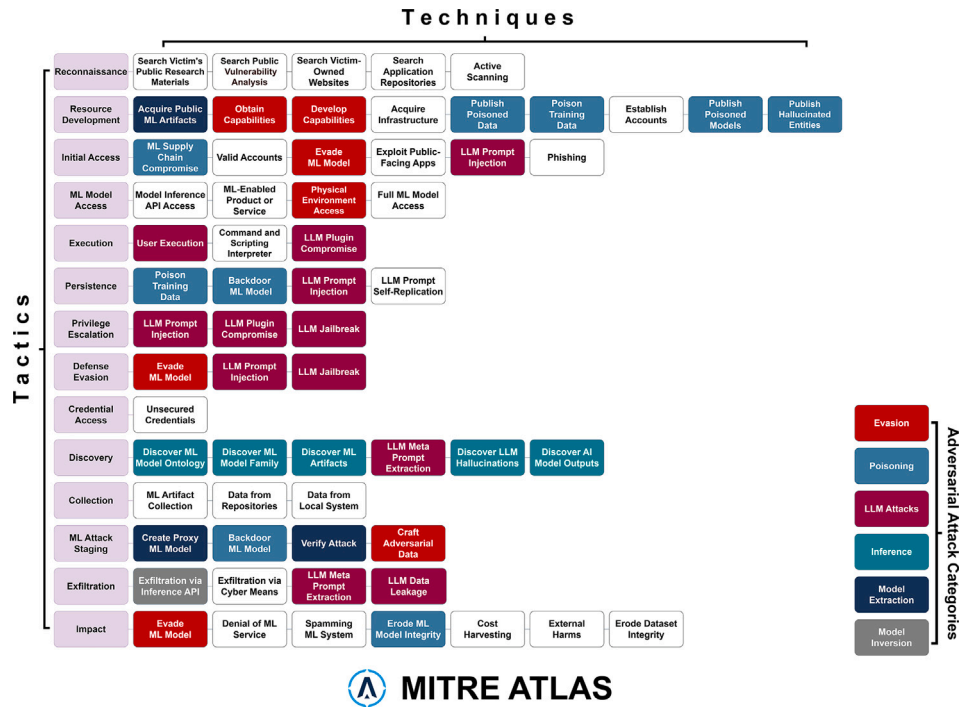 Techniques
Tactics
Reconnaissance
Search Victim's
Public Research
Materials
Search Public
Vulnerability
Analysis
Search Victim-
Owned
Websites
Search
Application
Repositories
Active
Scanning
Resource
Development
Acquire Public
ML Artifacts
Obtain
Capabilities
Develop
Capabilities
Acquire
Infrastructure
Publish
Poisoned
Data
Poison
Training
Data
Establish
Accounts
Publish
Poisoned
Models
Publish
Hallucinated
Entities
Initial Access
ML Supply
Chain
Compromise
Valid Accounts
Evade
ML Model
Exploit Public-
Facing Apps
LLM Prompt
Injection
Phishing
ML Model
Access
Model Inference
API Access
ML-Enabled
Product or
Service
Physical
Environment
Access
Full ML Model
Access
Execution
User Execution
Command and
Scripting
Interpreter
LLM Plugin
Compromise
Persistence
Poison
Training
Data
Backdoor
ML Model
LLM Prompt
Injection
LLM Prompt
Self-Replication
Privilege
Escalation
LLM Prompt
Injection
LLM Plugin
Compromise
LLM Jailbreak
Defense
Evasion
Evade
ML Model
LLM Prompt
Injection
LLM Jailbreak
Credential
Access
Unsecured
Credentials
Discovery
Discover ML
Model Ontology
Discover ML
Model Family
Discover ML
Artifacts
LLM Meta
Prompt
Extraction
Discover LLM
Hallucinations
Discover AI
Model Outputs
Collection
ML Artifact
Collection
Data from
Repositories
Data from
Local System
ML Attack
Staging
Create Proxy
ML Model
Backdoor
ML Model
Verify Attack
Craft
Adversarial
Data
Exfiltration
Exfiltration via
Inference API
Exfiltration via
Cyber Means
LLM Meta
Prompt
Extraction
LLM Data
Leakage
Impact
Evade
ML Model
Denial of ML
Service
Spamming
ML System
Erode ML
Model Integrity
Cost
Harvesting
External
Harms
Erode Dataset
Integrity
Evasion
Poisoning
LLM Attacks
Inference
Model
Extraction
Model
Inversion
Adversarial Attack Categories
MITRE ATLAS